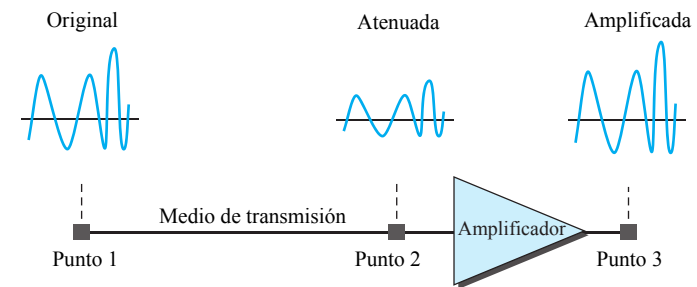 Original
Atenuada
Amplificada
Medio de transmisión
Amplificador
Punto 1
Punto 2
Punto 3